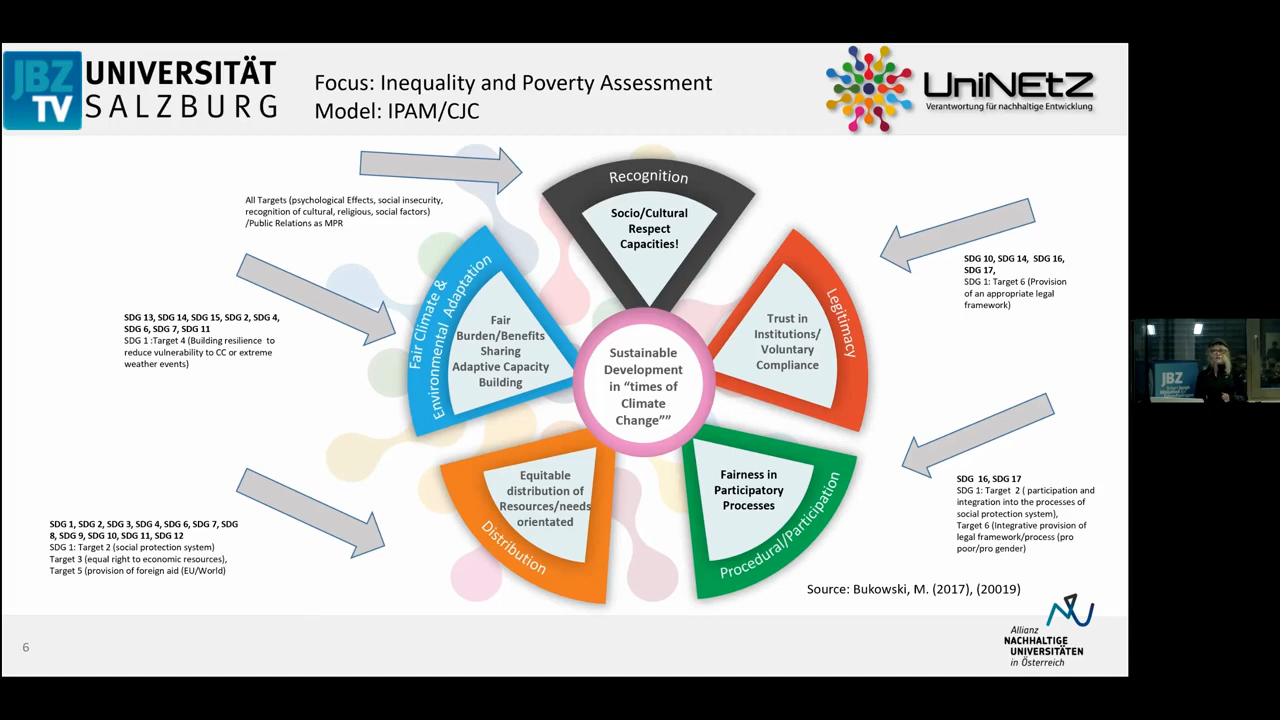 JBZ
TV
UNIVERSITÄT
SALZBURG
Focus: Inequality and Poverty Assessment
Model: IPAM/CJC
UniNEtZ
Verantwortung für nachhaltige Entwicklung
All Targets (psychological Effects, social insecurity,
recognition of cultural, religious, social factors)
/Public Relations as MPR
Recognition
Socio/Cultural
Respect
Capacities!
SDG 10, SDG 14, SDG 16,
SDG 17,
SDG 1: Target 6 (Provision
of an appropriate legal
framework)
Legitimacy
Trust in
Institutions/
Voluntary
Compliance
SDG 13, SDG 14, SDG 15, SDG 2, SDG 4,
SDG 6, SDG 7, SDG 11
SDG 1 :Target 4 (Building resilience to
reduce vulnerability to CC or extreme
weather events)
Fair Climate &
Environmental Adaptation
Fair
Burden/Benefits
Sharing
Adaptive Capacity
Building
Sustainable
Development
in “times of
Climate
Change””
SDG 16, SDG 17
SDG 1: Target 2 ( participation and
integration into the processes of
social protection system),
Target 6 (Integrative provision of
legal framework/process (pro
poor/pro gender)
Fairness in
Participatory
Processes
Procedural/Participation
Equitable
distribution of
Resources/needs
orientated
Distribution
SDG 1, SDG 2, SDG 3, SDG 4, SDG 6, SDG 7, SDG
8, SDG 9, SDG 10, SDG 11, SDG 12
SDG 1: Target 2 (social protection system)
Target 3 (equal right to economic resources),
Target 5 (provision of foreign aid (EU/World)
Source: Bukowski, M. (2017), (20019)
6
Allianz
NACHHALTIGE
UNIVERSITÄTEN
in Österreich
JBZ